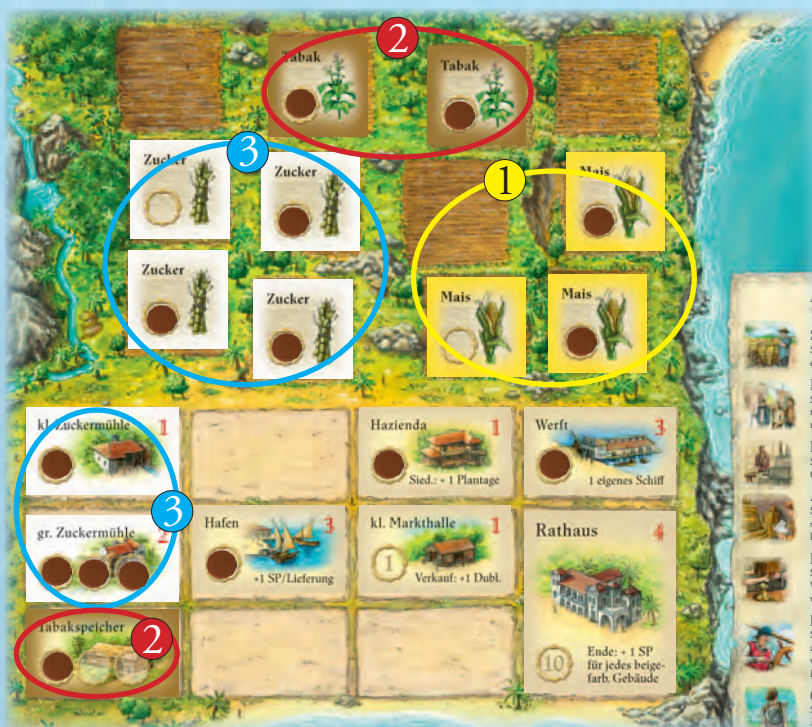 2
Tabak
Tabak
3
Zucker
Zucker
1
Mais
Zucker
Zucker
Mais
Mais
kl. Zuckermühle 1
Hazienda 1
Sied.: + 1 Plantage
Werft 3
1 eigenes Schiff
gr. Zuckermühle 2
3
Hafen 3
+1 SP/Lieferung
kl. Markthalle 1
1
Verkauf: +1 Dubl.
Rathaus 4
10
Ende: + 1 SP
für jedes beige-
farb. Gebäude
Tabakspeicher
2